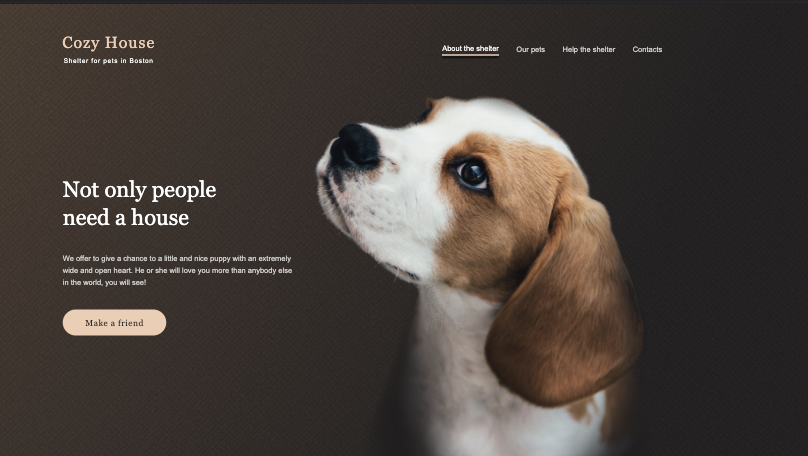 Cozy House
Shelter for pets in Boston
About the shelter
Our pets
Help the shelter
Contacts
Not only people
need a house
We offer to give a chance to a little and nice puppy with an extremely
wide and open heart. He or she will love you more than anybody else
in the world, you will see!
Make a friend